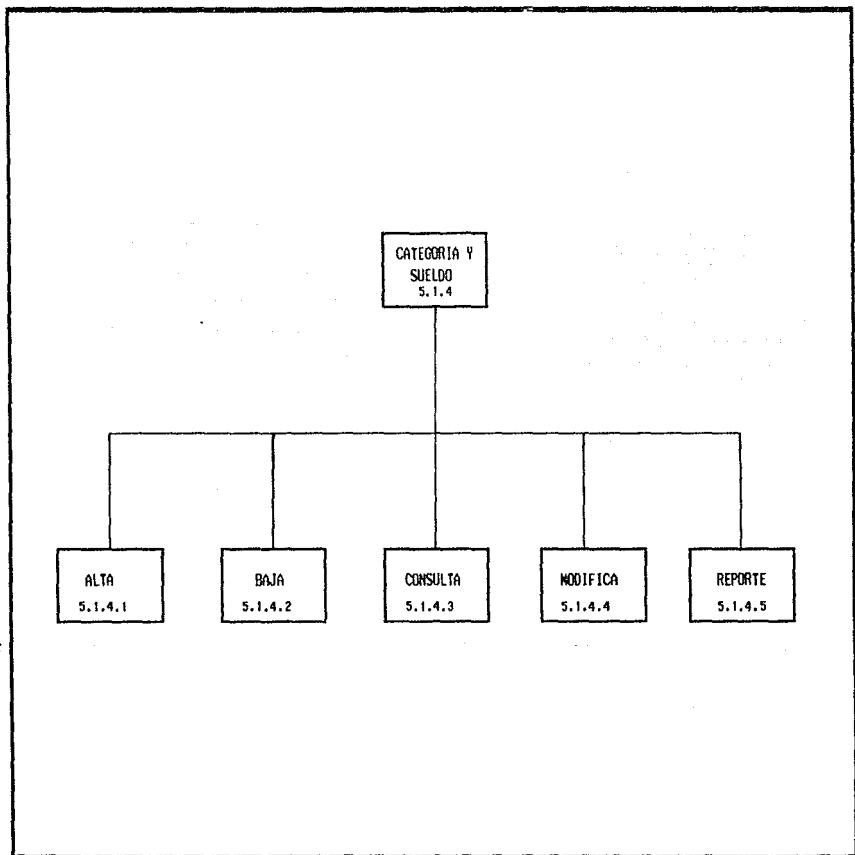 CATEGORIA Y
SUELDO
5.1.4
ALTA
5.1.4.1
BAJA
5.1.4.2
CONSULTA
5.1.4.3
MODIFICA
5.1.4.4
REPORTE
5.1.4.5